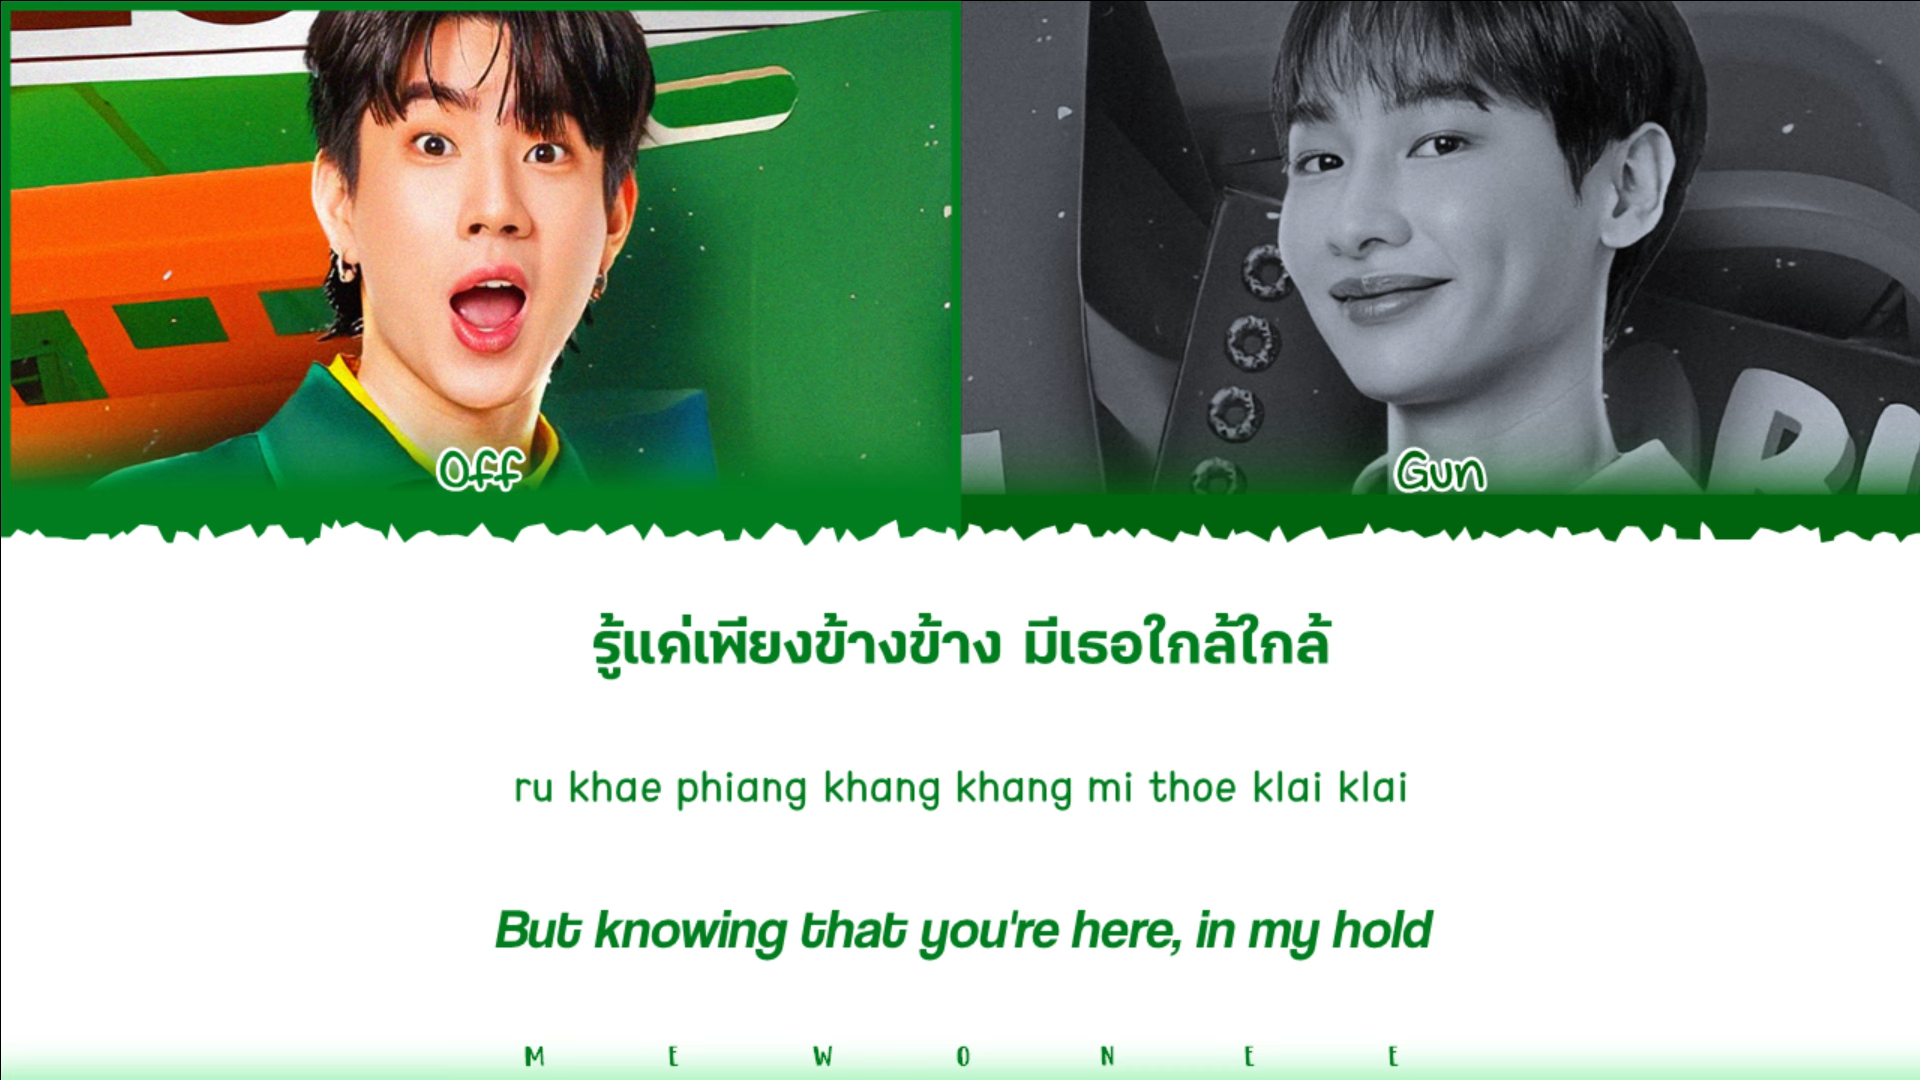 Off
Gun
รู้แค่เพียงข้างข้าง มีเธอใกล้ใกล้
ru khae phiang khang khang mi thoe klai klai
But knowing that you're here, in my hold
M E W O N E E